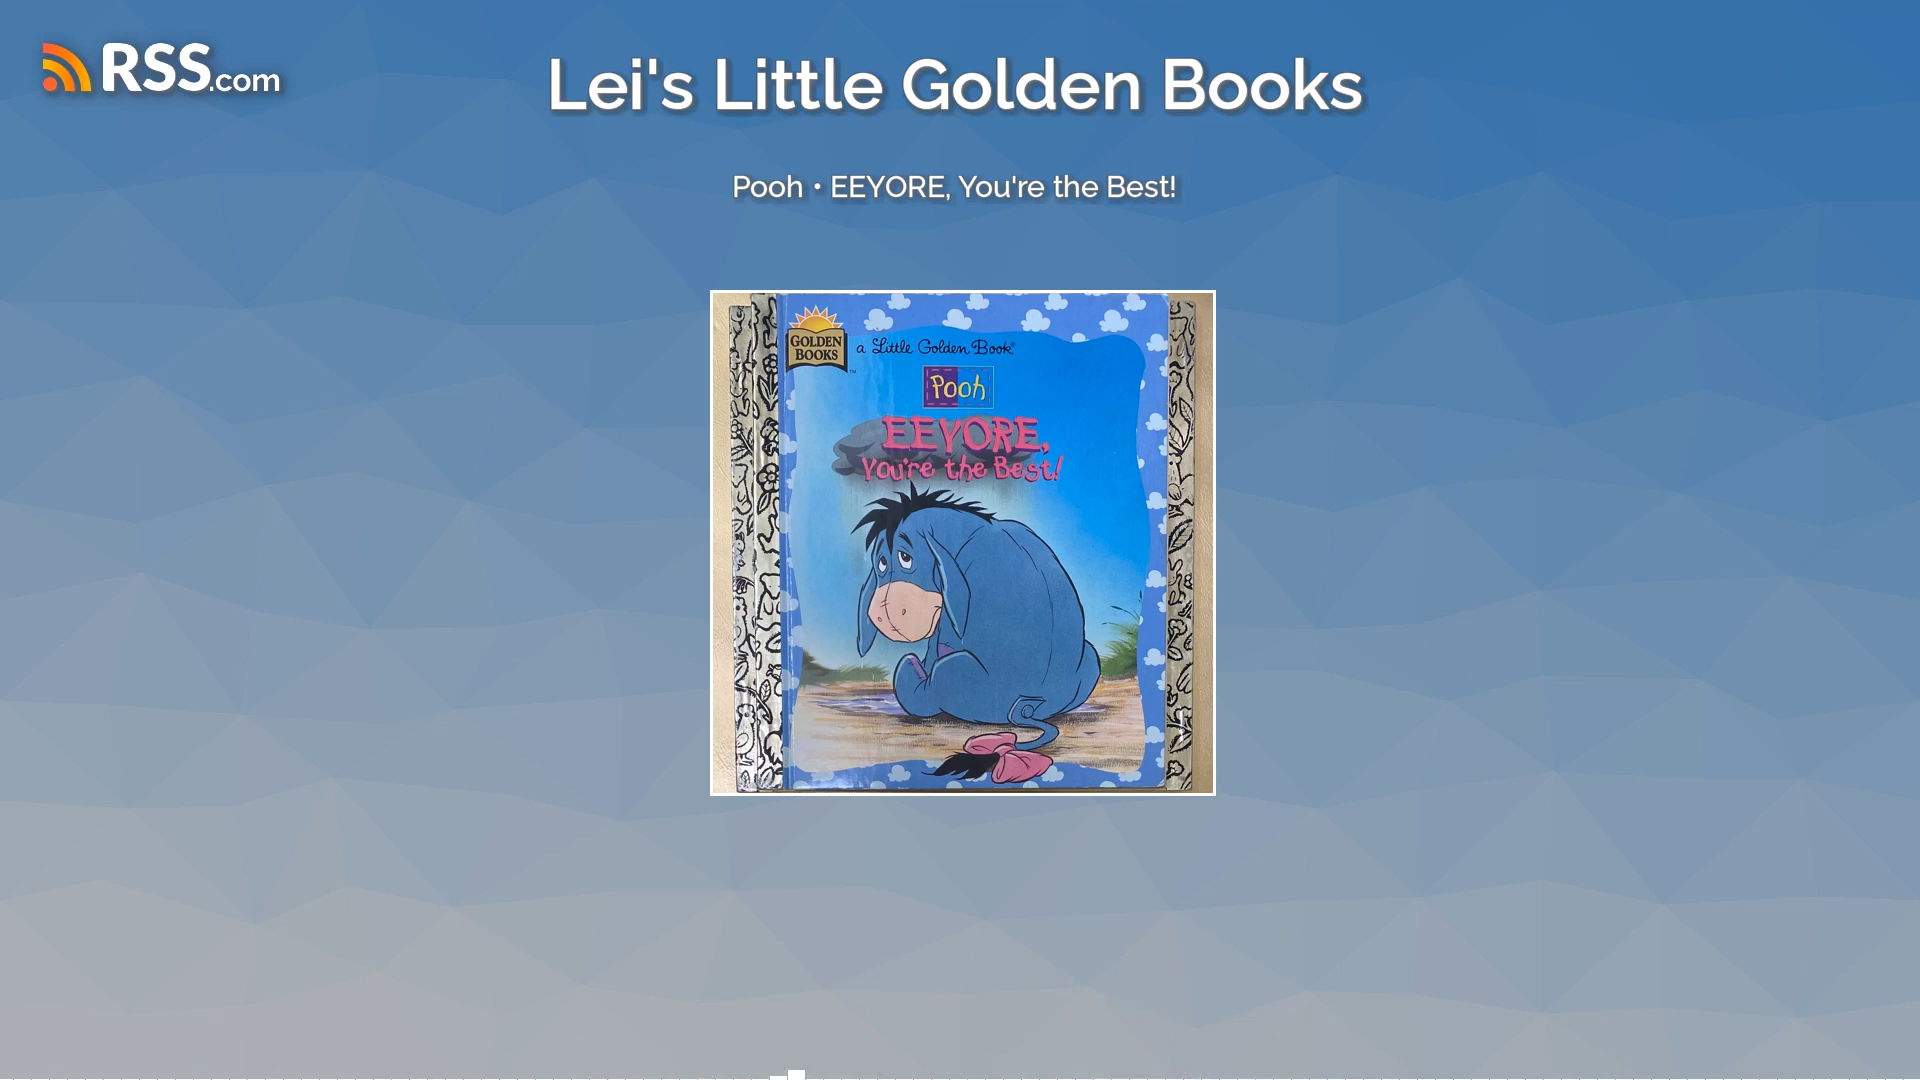 RSS.com
Lei's Little Golden Books
Pooh • EEYORE, You're the Best!
GOLDEN
BOOKS
™
a Little Golden Book®
Pooh
EEYORE,
You're the Best!